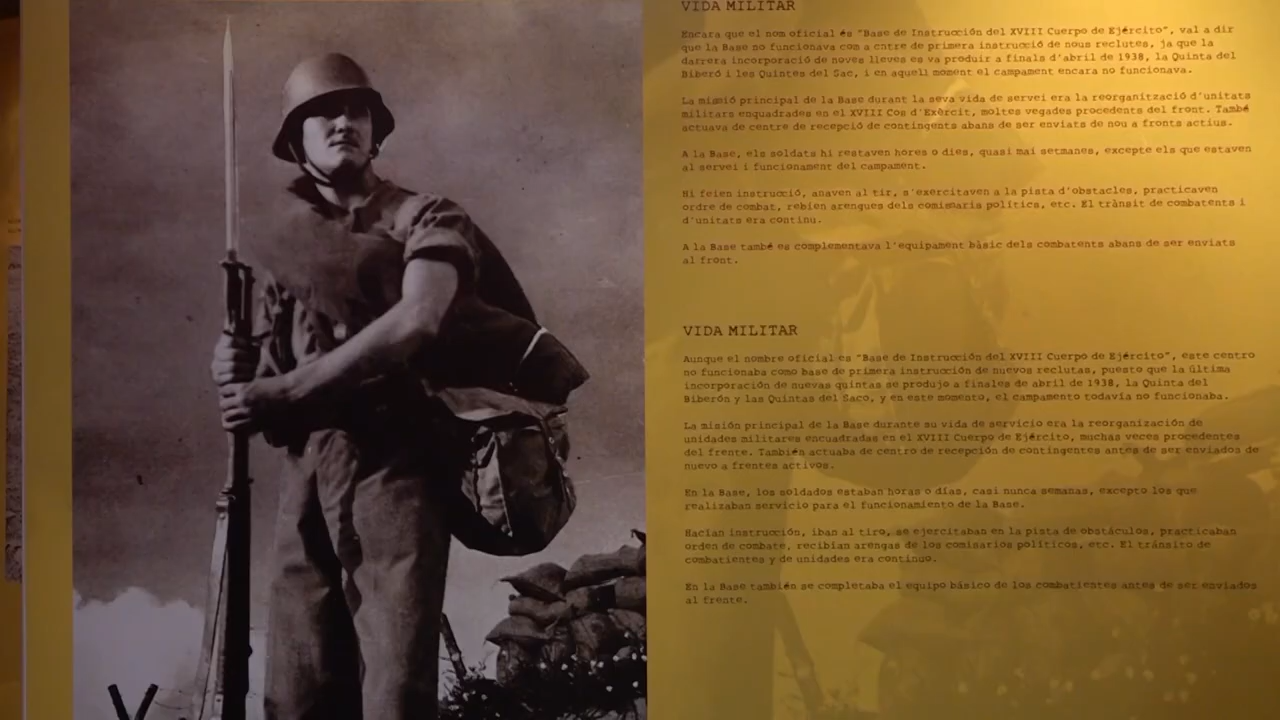 VIDA MILITAR
Encara que el nom oficial és "Base de Instrucción del XVIII Cuerpo de Ejército", val a dir
que la Base no funcionava com a cntre de primera instrucció de nous reclutes, ja que la
darrera incorporació de noves lleves es va produir a finals d'abril de 1938, la Quinta del
Biberó i les Quintes del Sac, i en aquell moment el campament encara no funcionava.
La missió principal de la Base durant la seva vida de servei era la reorganització d'unitats
militars enquadrades en el XVIII Cos d'Exèrcit, moltes vegades procedents del front. També
actuava de centre de recepció de contingents abans de ser enviats de nou a fronts actius.
A la Base, els soldats hi restaven hores o dies, quasi mai setmanes, excepte els que estaven
al servei i funcionament del campament.
Hi feien instrucció, anaven al tir, s'exercitaven a la pista d'obstacles, practicaven
ordre de combat, rebien arengues dels comissaris política, etc. El trànsit de combatents i
d'unitats era continu.
A la Base també es complementava l'equipament bàsic dels combatents abans de ser enviats
al front.
VIDA MILITAR
Aunque el nombre oficial es "Base de Instrucción del XVIII Cuerpo de Ejército", este centro
no funcionaba como base de primera instrucción de nuevos reclutas, puesto que la última
incorporación de nuevas quintas se produjo a finales de abril de 1938, la Quinta del
Biberón y las Quintas del Saco, y en este momento, el campamento todavía no funcionaba.
La misión principal de la Base durante su vida de servicio era la reorganización de
unidades militares encuadradas en el XVIII Cuerpo de Ejército, muchas veces procedentes
del frente. También actuaba de centro de recepción de contingentes antes de ser enviados de
nuevo a frentes activos.
En la Base, los soldados estaban horas o días, casi nunca semanas, excepto los que
realizaban servicio para el funcionamiento de la Base.
Hacían instrucción, iban al tiro, se ejercitaban en la pista de obstáculos, practicaban
orden de combate, recibían arengas de los comisarios políticos, etc. El tránsito de
combatientes y de unidades era continuo.
En la Base también se completaba el equipo básico de los combatientes antes de ser enviados
al frente.